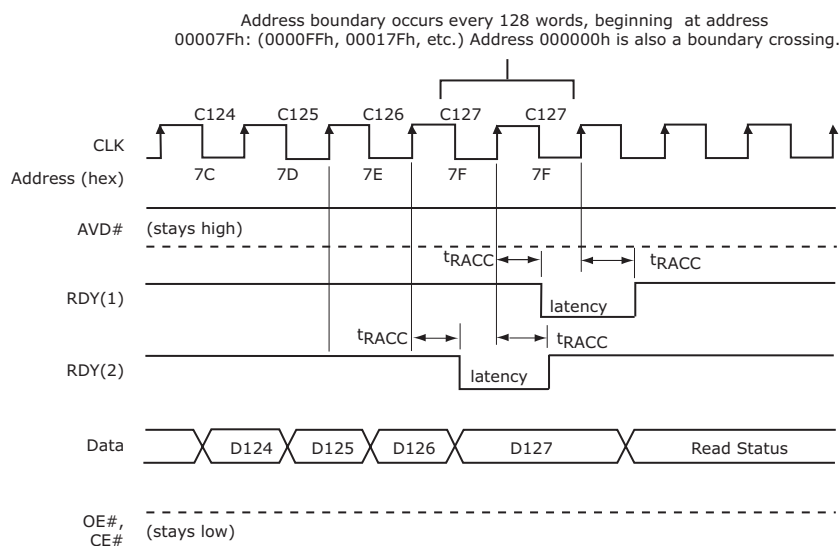 Address boundary occurs every 128 words, beginning at address
00007Fh: (0000FFh, 00017Fh, etc.) Address 000000h is also a boundary crossing.
C124 C125 C126 C127 C127
CLK
Address (hex) 7C 7D 7E 7F 7F
AVD# (stays high)
tRACC tRACC
RDY(1) latency
tRACC tRACC
RDY(2) latency
Data D124 D125 D126 D127 Read Status
OE#,
CE# (stays low)